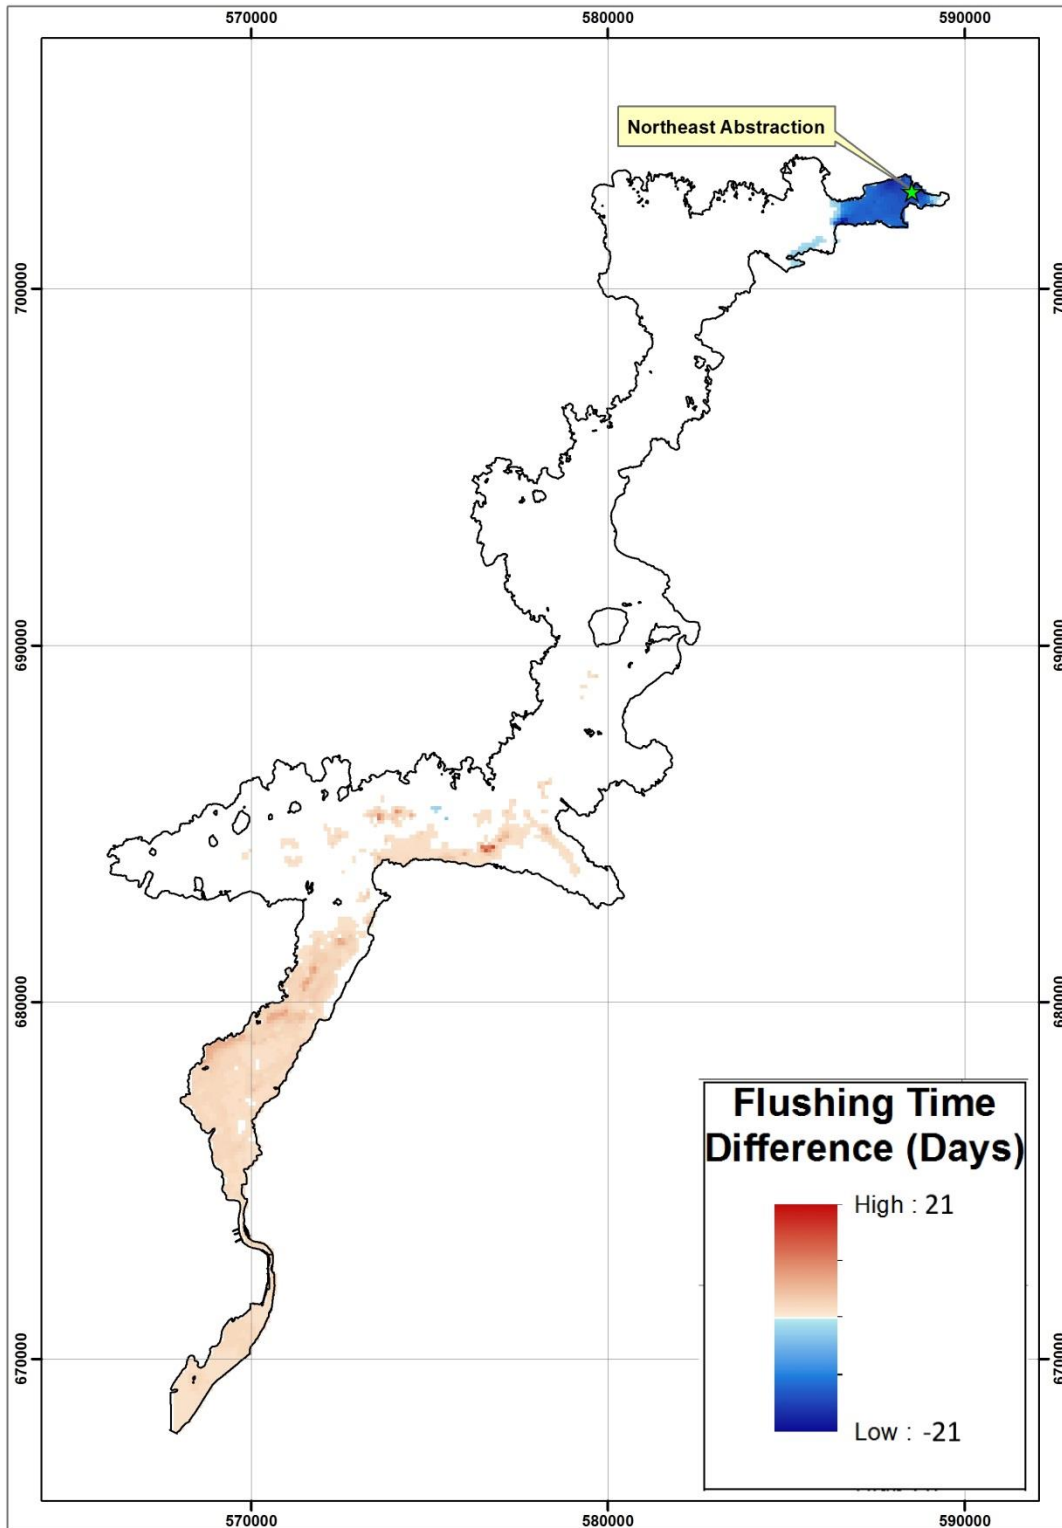 570000 580000 590000
Northeast Abstraction
700000 700000
690000 690000
680000 680000
Flushing Time
Difference (Days)
High : 21
670000 670000
Low : -21
570000 580000 590000